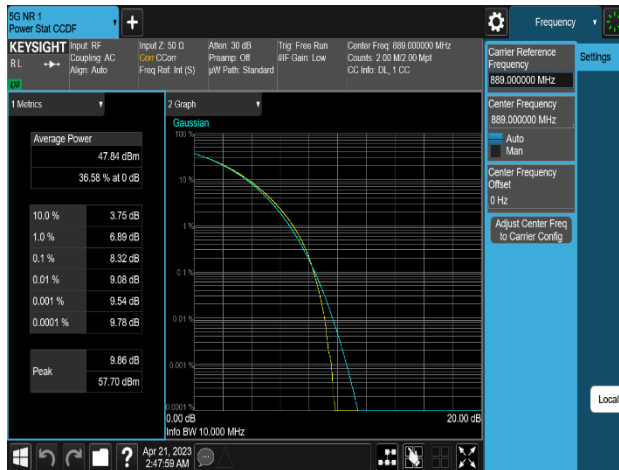 5G NR 1
Power Stat CCDF
Frequency
KEYSIGHT
Input: RF
Coupling: AC
Align: Auto
Input Z: 50 Ω
Corr CCorr
Freq Ref: Int (S)
Atten: 30 dB
Preamp: Off
µW Path: Standard
Trig: Free Run
#IF Gain: Low
Center Freq: 889.000000 MHz
Counts: 2.00 M/2.00 Mpt
CC Info: DL, 1 CC
RL
LXI
1 Metrics
Average Power
47.84 dBm
36.58 % at 0 dB
10.0 % 3.75 dB
1.0 % 6.89 dB
0.1 % 8.32 dB
0.01 % 9.08 dB
0.001 % 9.54 dB
0.0001 % 9.78 dB
Peak
9.86 dB
57.70 dBm
2 Graph
Gaussian
100 %
10 %
1 %
0.1 %
0.01 %
0.001 %
0.0001 %
0.00 dB
20.00 dB
Info BW 10.000 MHz
Carrier Reference
Frequency
889.000000 MHz
Center Frequency
889.000000 MHz
Auto
Man
Center Frequency
Offset
0 Hz
Adjust Center Freq
to Carrier Config
Settings
Local
?
Apr 21, 2023
2:47:59 AM